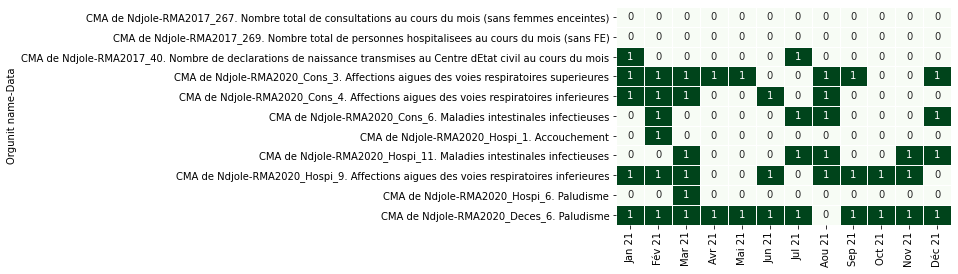 Orgunit name-Data
CMA de Ndjole-RMA2017_267. Nombre total de consultations au cours du mois (sans femmes enceintes) 0 0 0 0 0 0 0 0 0 0 0 0
CMA de Ndjole-RMA2017_269. Nombre total de personnes hospitalisees au cours du mois (sans FE) 0 0 0 0 0 0 0 0 0 0 0 0
CMA de Ndjole-RMA2017_40. Nombre de declarations de naissance transmises au Centre dEtat civil au cours du mois 1 0 0 0 0 0 1 0 0 0 0 0
CMA de Ndjole-RMA2020_Cons_3. Affections aigues des voies respiratoires superieures 1 1 1 1 1 0 0 1 1 0 0 1
CMA de Ndjole-RMA2020_Cons_4. Affections aigues des voies respiratoires inferieures 1 1 1 0 0 1 0 1 0 0 0 0
CMA de Ndjole-RMA2020_Cons_6. Maladies intestinales infectieuses 0 1 0 0 0 0 1 1 0 0 0 1
CMA de Ndjole-RMA2020_Hospi_1. Accouchement 0 1 0 0 0 0 0 0 0 0 0 0
CMA de Ndjole-RMA2020_Hospi_11. Maladies intestinales infectieuses 0 0 1 0 0 0 1 1 0 0 1 1
CMA de Ndjole-RMA2020_Hospi_9. Affections aigues des voies respiratoires inferieures 1 1 1 0 0 1 0 1 1 1 1 0
CMA de Ndjole-RMA2020_Hospi_6. Paludisme 0 0 1 0 0 0 0 0 0 0 0 0
CMA de Ndjole-RMA2020_Deces_6. Paludisme 1 1 1 1 1 1 1 0 1 1 1 1
Jan 21 Fév 21 Mar 21 Avr 21 Mai 21 Jun 21 Jul 21 Aou 21 Sep 21 Oct 21 Nov 21 Déc 21